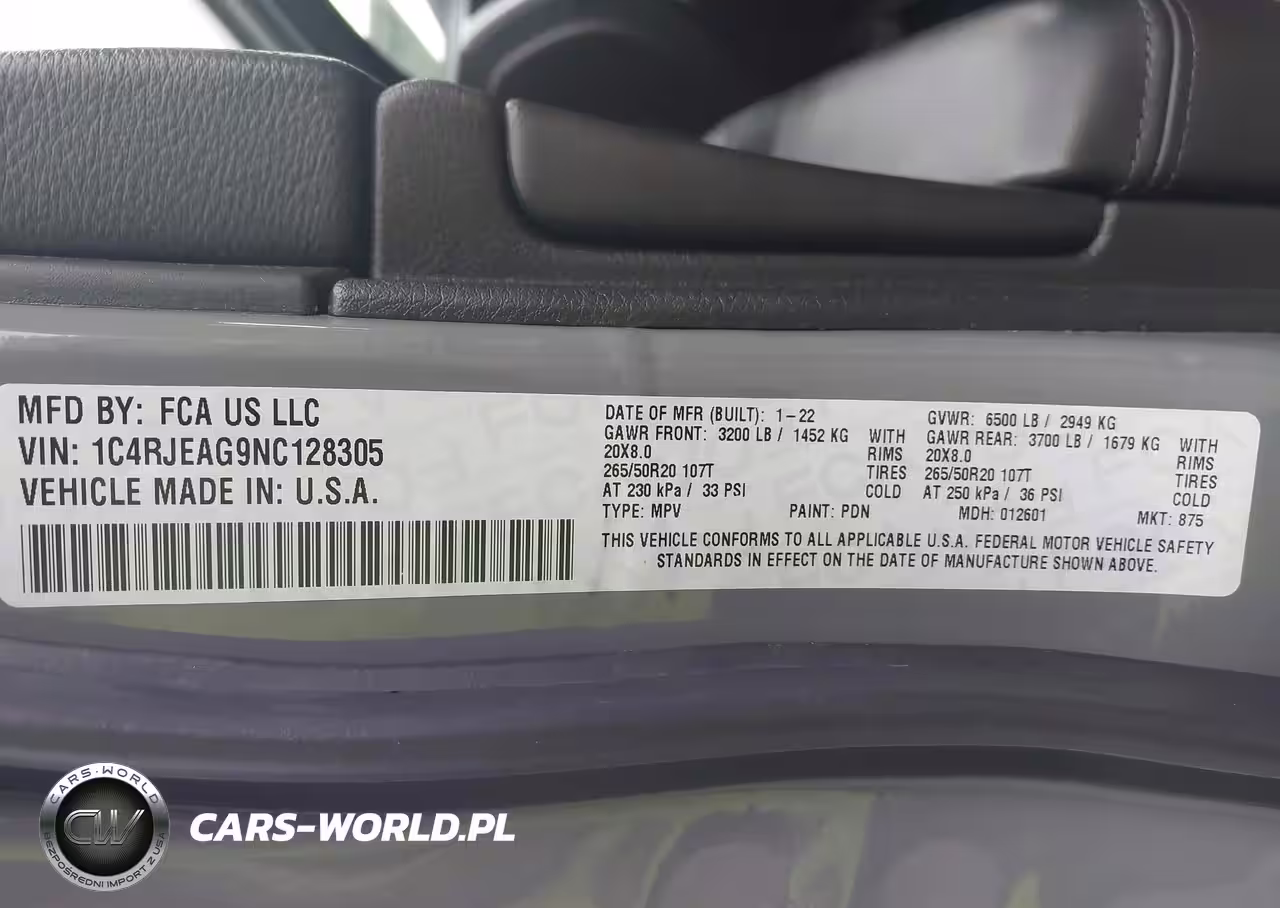 MFD BY: FCA US LLC
VIN: 1C4RJEAG9NC128305
VEHICLE MADE IN: U.S.A.
DATE OF MFR (BUILT): 1-22
GAWR FRONT: 3200 LB / 1452 KG WITH
20X8.0 RIMS
265/50R20 107T TIRES
AT 230 kPa / 33 PSI COLD
TYPE: MPV PAINT: PDN
GVWR: 6500 LB / 2949 KG
GAWR REAR: 3700 LB / 1679 KG WITH
20X8.0 RIMS
265/50R20 107T TIRES
AT 250 kPa / 36 PSI COLD
MDH: 012601 MKT: 875
THIS VEHICLE CONFORMS TO ALL APPLICABLE U.S.A. FEDERAL MOTOR VEHICLE SAFETY
STANDARDS IN EFFECT ON THE DATE OF MANUFACTURE SHOWN ABOVE.
CARS-WORLD
CW
BEZPOŚREDNI IMPORT Z USA
CARS-WORLD.PL